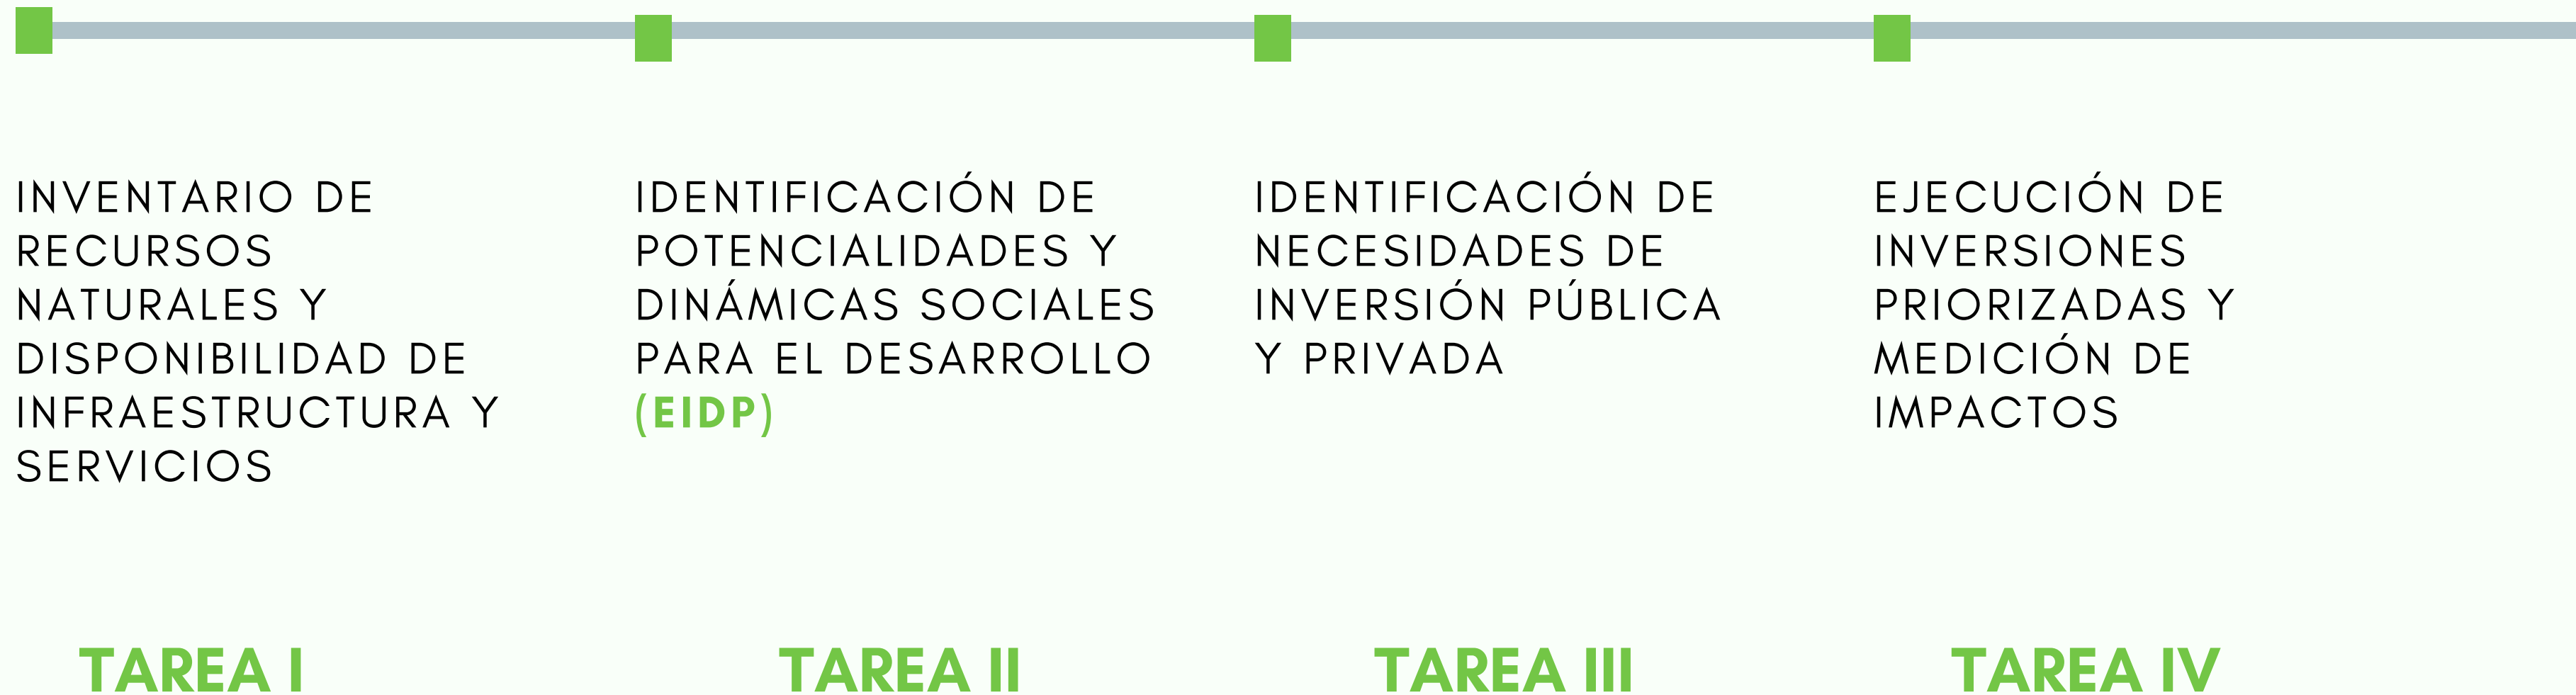 INVENTARIO DE
RECURSOS
NATURALES Y
DISPONIBILIDAD DE
INFRAESTRUCTURA Y
SERVICIOS
TAREA I
IDENTIFICACIÓN DE
POTENCIALIDADES Y
DINÁMICAS SOCIALES
PARA EL DESARROLLO
(EIDP)
TAREA II
IDENTIFICACIÓN DE
NECESIDADES DE
INVERSIÓN PÚBLICA
Y PRIVADA
TAREA III
EJECUCIÓN DE
INVERSIONES
PRIORIZADAS Y
MEDICIÓN DE
IMPACTOS
TAREA IV